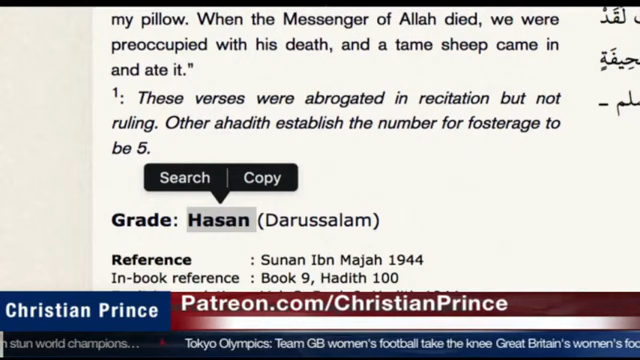 my pillow. When the Messenger of Allah died, we were
preoccupied with his death, and a tame sheep came in
and ate it."
1: These verses were abrogated in recitation but not
ruling. Other ahadith establish the number for fosterage to
be 5.
Search
Copy
Grade: Hasan (Darussalam)
Reference : Sunan Ibn Majah 1944
In-book reference : Book 9, Hadith 100
لَقَدْ
Christian Prince
Patreon.com/ChristianPrince
stun world champions...
Tokyo Olympics: Team GB women's football take the knee Great Britain's women's foo